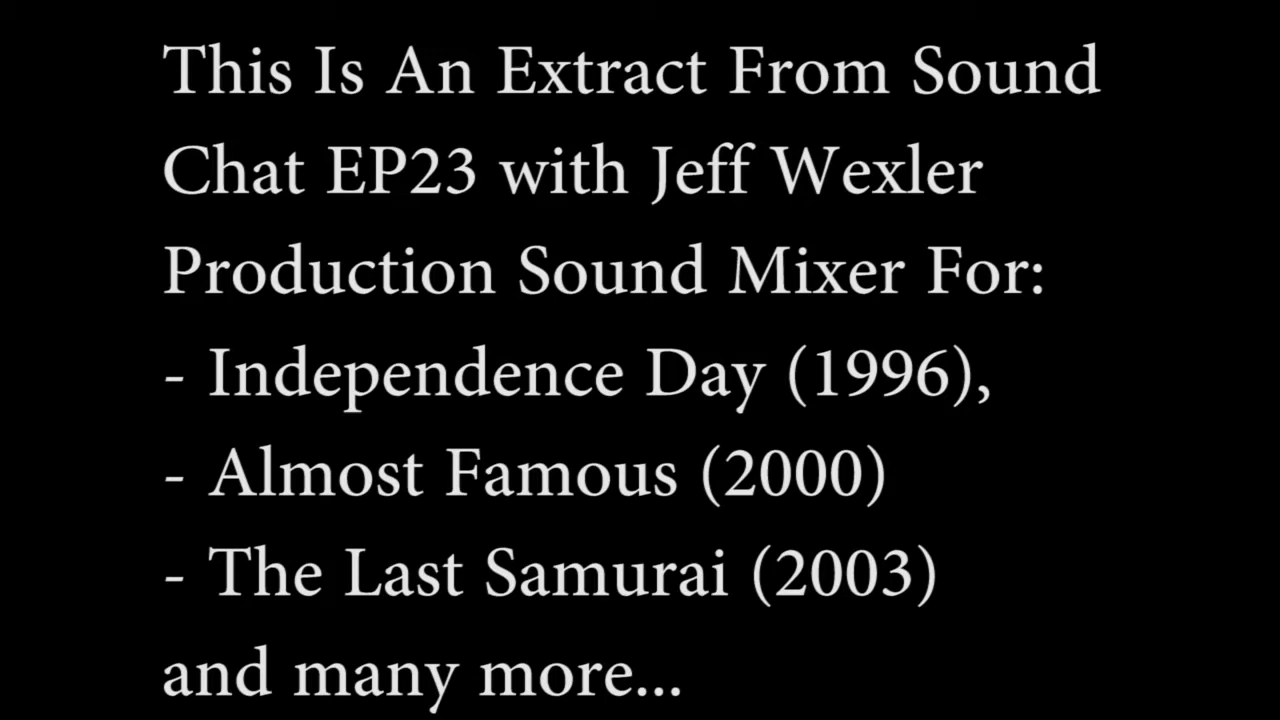 This Is An Extract From Sound
Chat EP23 with Jeff Wexler
Production Sound Mixer For:
- Independence Day (1996),
- Almost Famous (2000)
- The Last Samurai (2003)
and many more...